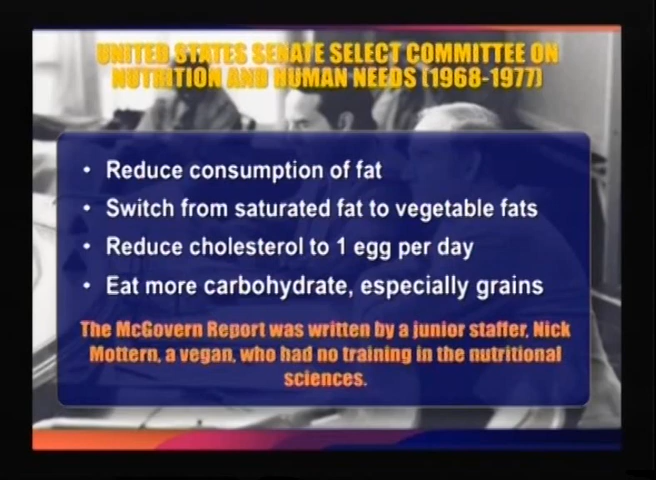 UNITED STATES SENATE SELECT COMMITTEE ON
NUTRITION AND HUMAN NEEDS (1968-1977)
• Reduce consumption of fat
• Switch from saturated fat to vegetable fats
• Reduce cholesterol to 1 egg per day
• Eat more carbohydrate, especially grains
The McGovern Report was written by a junior staffer, Nick
Mottern, a vegan, who had no training in the nutritional
sciences.